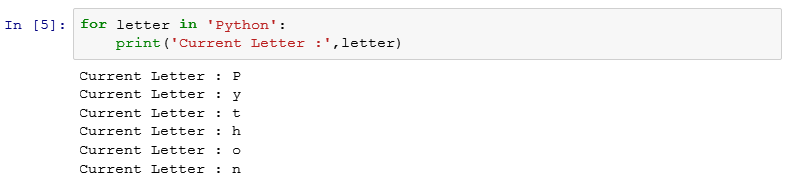 In [5]: for letter in 'Python':
print('Current Letter :',letter)
Current Letter : P
Current Letter : y
Current Letter : t
Current Letter : h
Current Letter : o
Current Letter : n